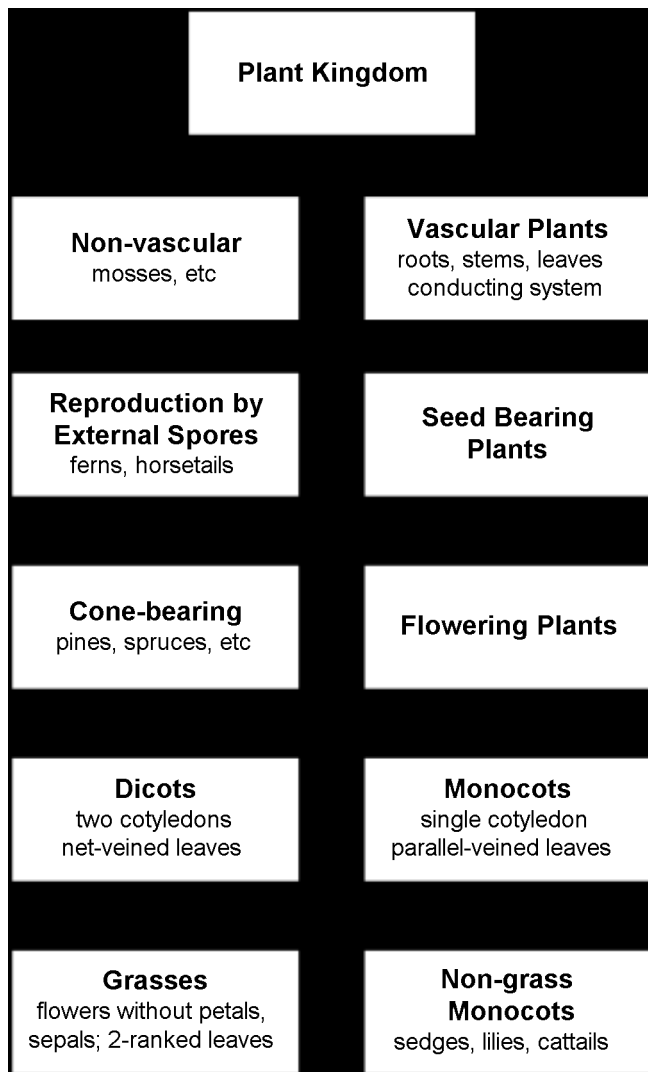 Plant Kingdom
Non-vascular
mosses, etc
Vascular Plants
roots, stems, leaves
conducting system
Reproduction by
External Spores
ferns, horsetails
Seed Bearing
Plants
Cone-bearing
pines, spruces, etc
Flowering Plants
Dicots
two cotyledons
net-veined leaves
Monocots
single cotyledon
parallel-veined leaves
Grasses
flowers without petals,
sepals; 2-ranked leaves
Non-grass
Monocots
sedges, lilies, cattails